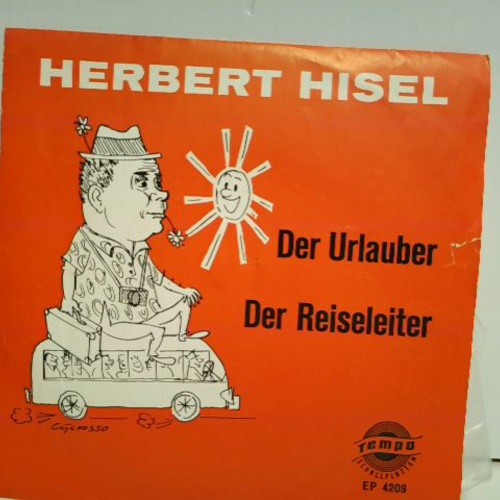 HERBERT HISEL
Der Urlauber
Der Reiseleiter
Tempo
SCHALLPLATTEN
EP 4209